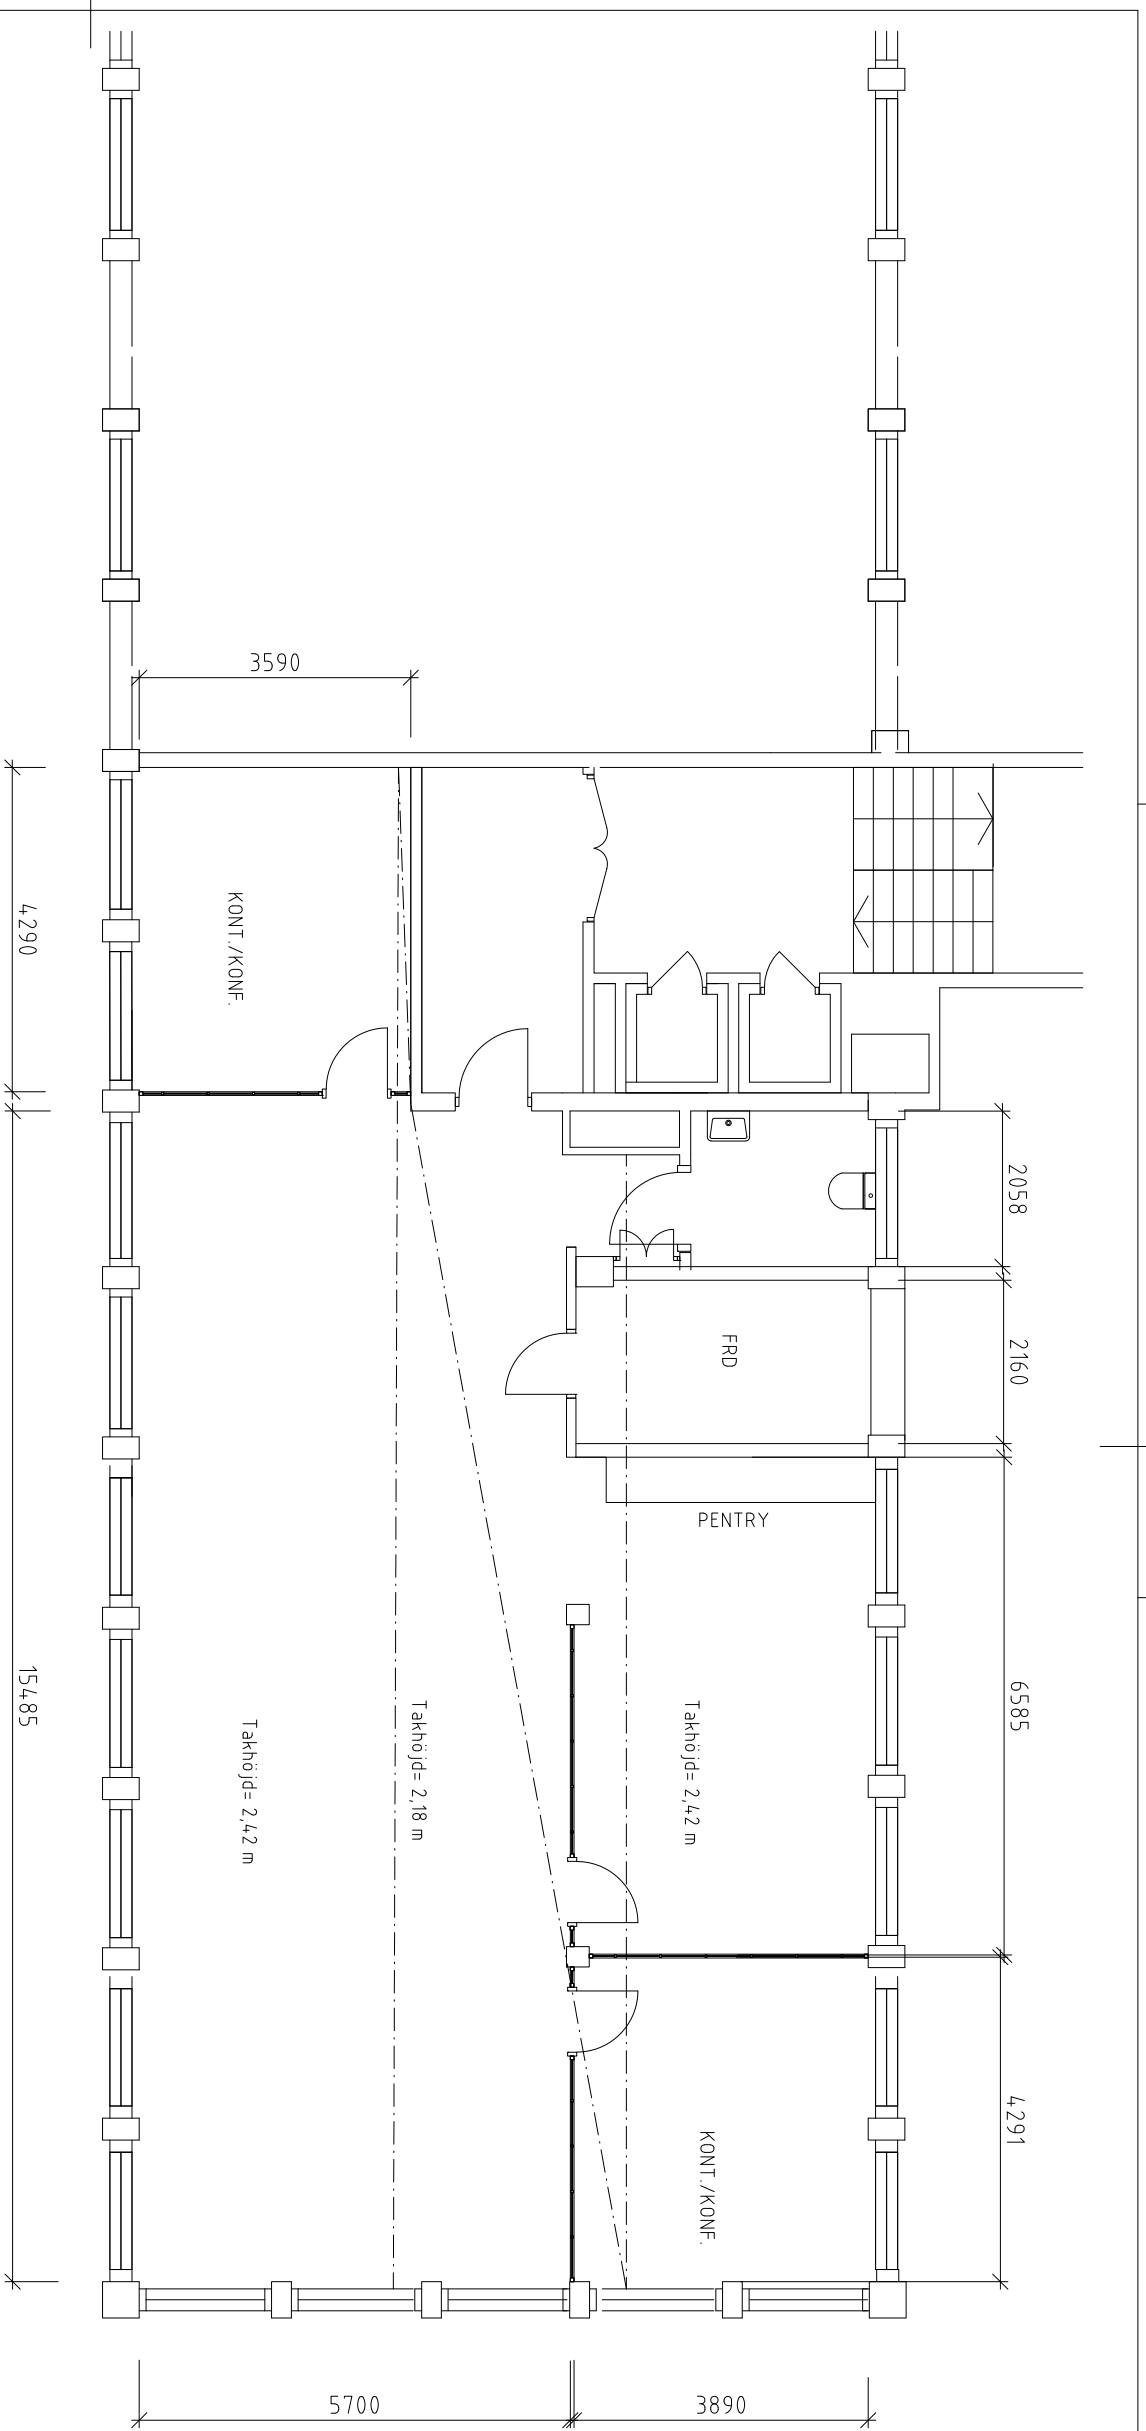 3590
KONT./KONF.
4290
2058
FRD
2160
PENTRY
6585
15485
Takhöjd= 2,42 m
Takhöjd= 2,18 m
Takhöjd= 2,42 m
KONT./KONF.
4291
5700
3890